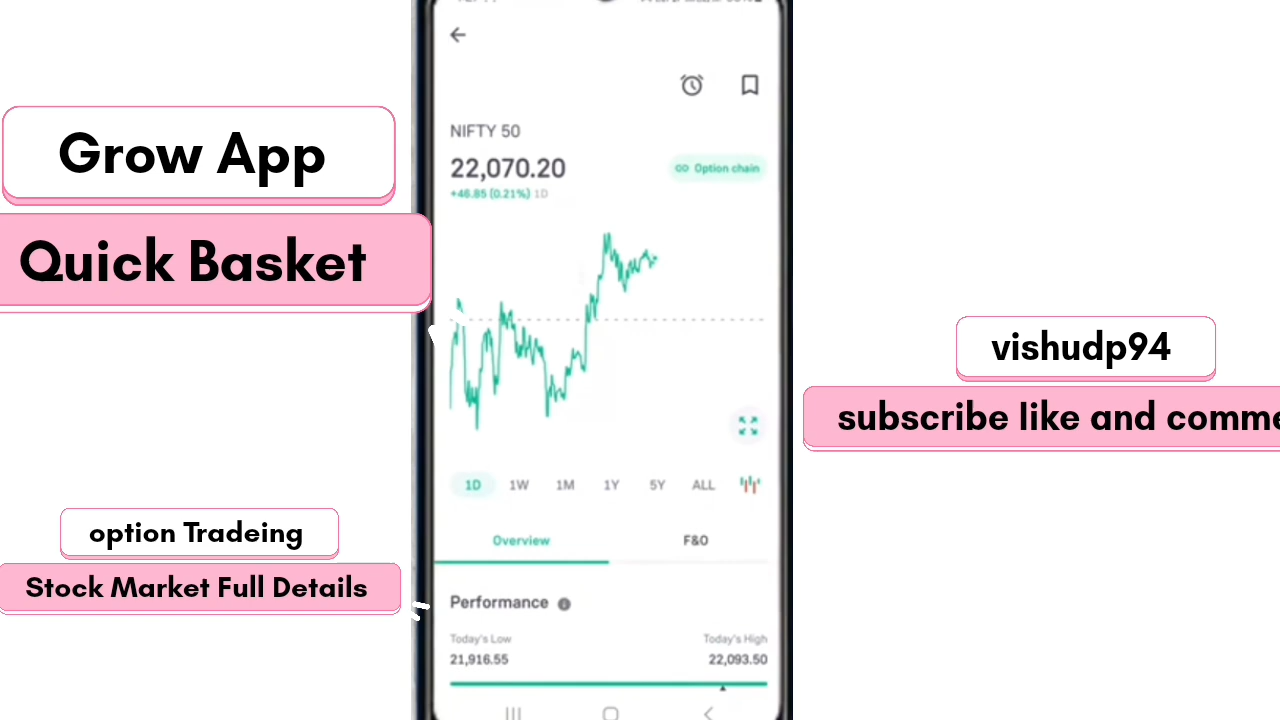 Grow App
Quick Basket
option Tradeing
Stock Market Full Details
NIFTY 50
22,070.20
Option chain
+46.85 (0.21%) 1D
1D 1W 1M 1Y 5Y ALL
Overview F&O
Performance
Today's Low Today's High
21,916.55 22,093.50
vishudp94
subscribe like and comme